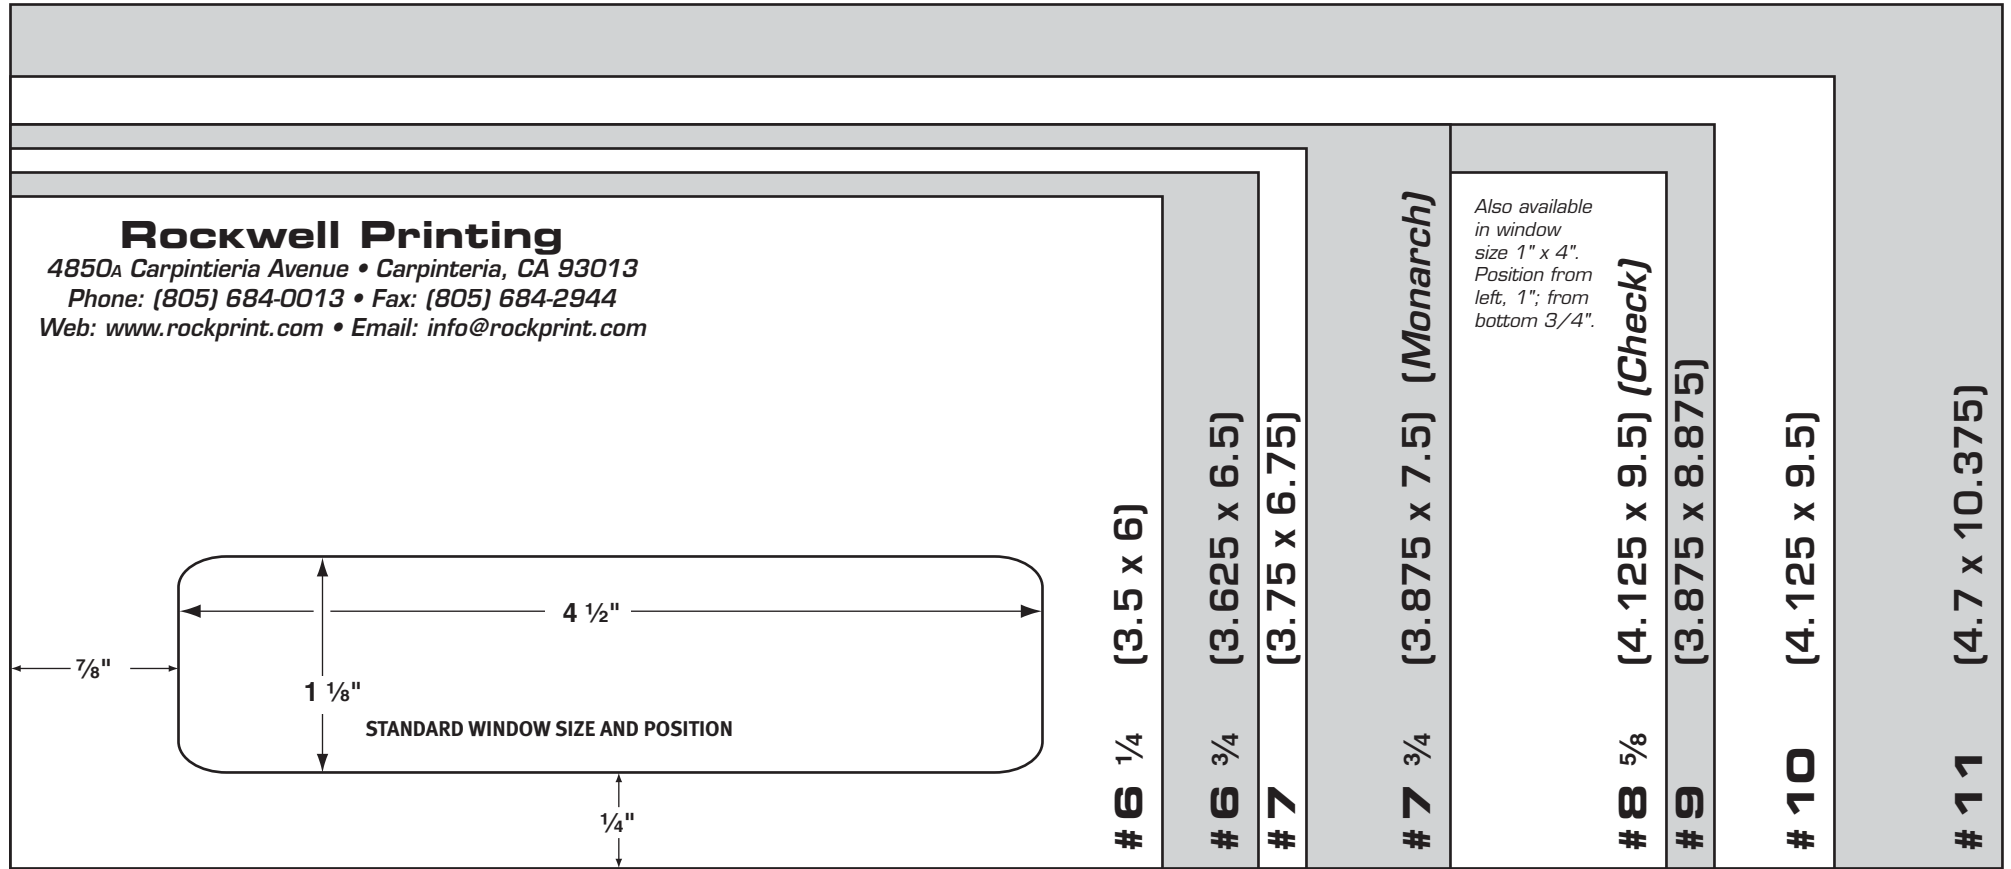 Rockwell Printing
4850A Carpintieria Avenue • Carpinteria, CA 93013
Phone: (805) 684-0013 • Fax: (805) 684-2944
Web: www.rockprint.com • Email: info@rockprint.com
Also available
in window
size 1" x 4".
Position from
left, 1"; from
bottom 3/4".
4 ½"
⅞"
1 ⅛"
STANDARD WINDOW SIZE AND POSITION
¼"
#6 ¼ (3.5 x 6)
#6 ¾ (3.625 x 6.5)
#7 (3.75 x 6.75)
#7 ¾ (3.875 x 7.5) (Monarch)
#8 ⅝ (4.125 x 9.5) (Check)
#9 (3.875 x 8.875)
#10 (4.125 x 9.5)
#11 (4.7 x 10.375)